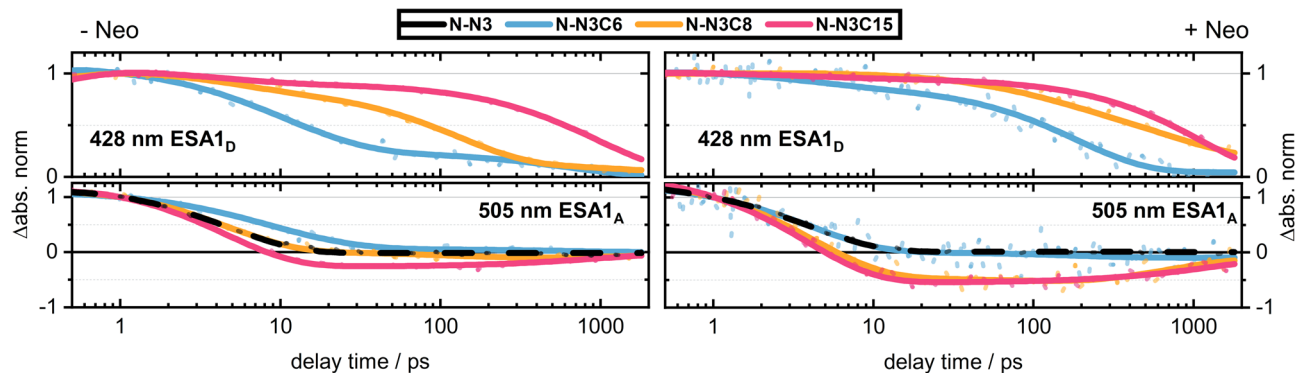 N-N3 N-N3C6 N-N3C8 N-N3C15
- Neo + Neo
1 1
428 nm ESA1D 428 nm ESA1D
0 0
Δabs. norm Δabs. norm
1 505 nm ESA1A 505 nm ESA1A 1
0 0
-1 -1
1 10 100 1000 1 10 100 1000
delay time / ps delay time / ps